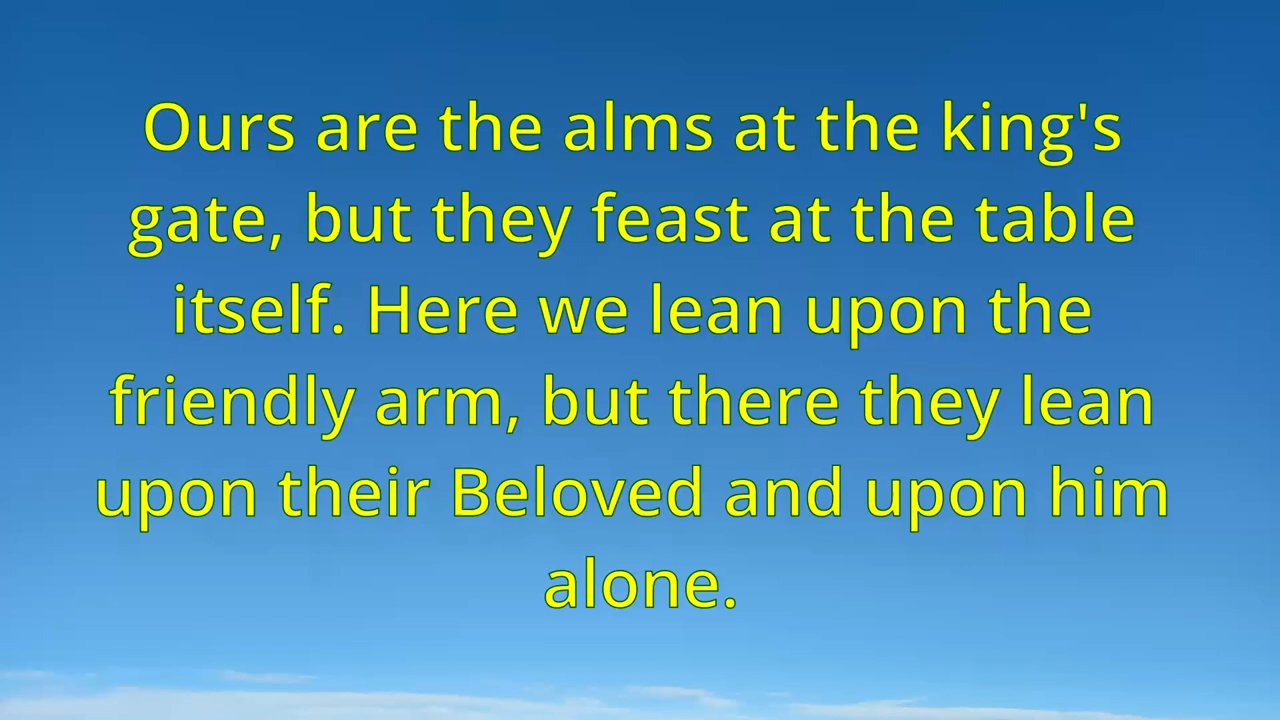 Ours are the alms at the king's
gate, but they feast at the table
itself. Here we lean upon the
friendly arm, but there they lean
upon their Beloved and upon him
alone.